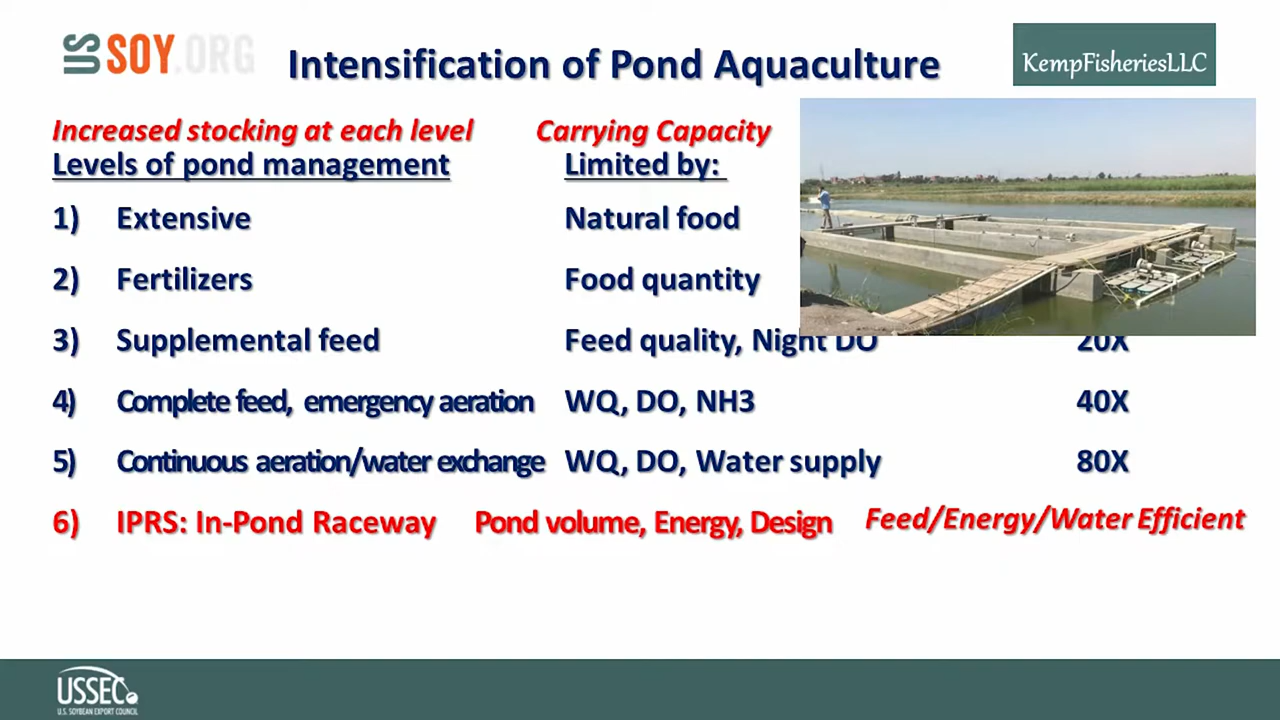 US SOY.ORG
Intensification of Pond Aquaculture
KempFisheriesLLC
Increased stocking at each level Carrying Capacity
Levels of pond management Limited by:
1) Extensive Natural food
2) Fertilizers Food quantity
3) Supplemental feed Feed quality, Night DO 20X
4) Complete feed, emergency aeration WQ, DO, NH3 40X
5) Continuous aeration/water exchange WQ, DO, Water supply 80X
6) IPRS: In-Pond Raceway Pond volume, Energy, Design Feed/Energy/Water Efficient
USSEC
U.S. SOYBEAN EXPORT COUNCIL